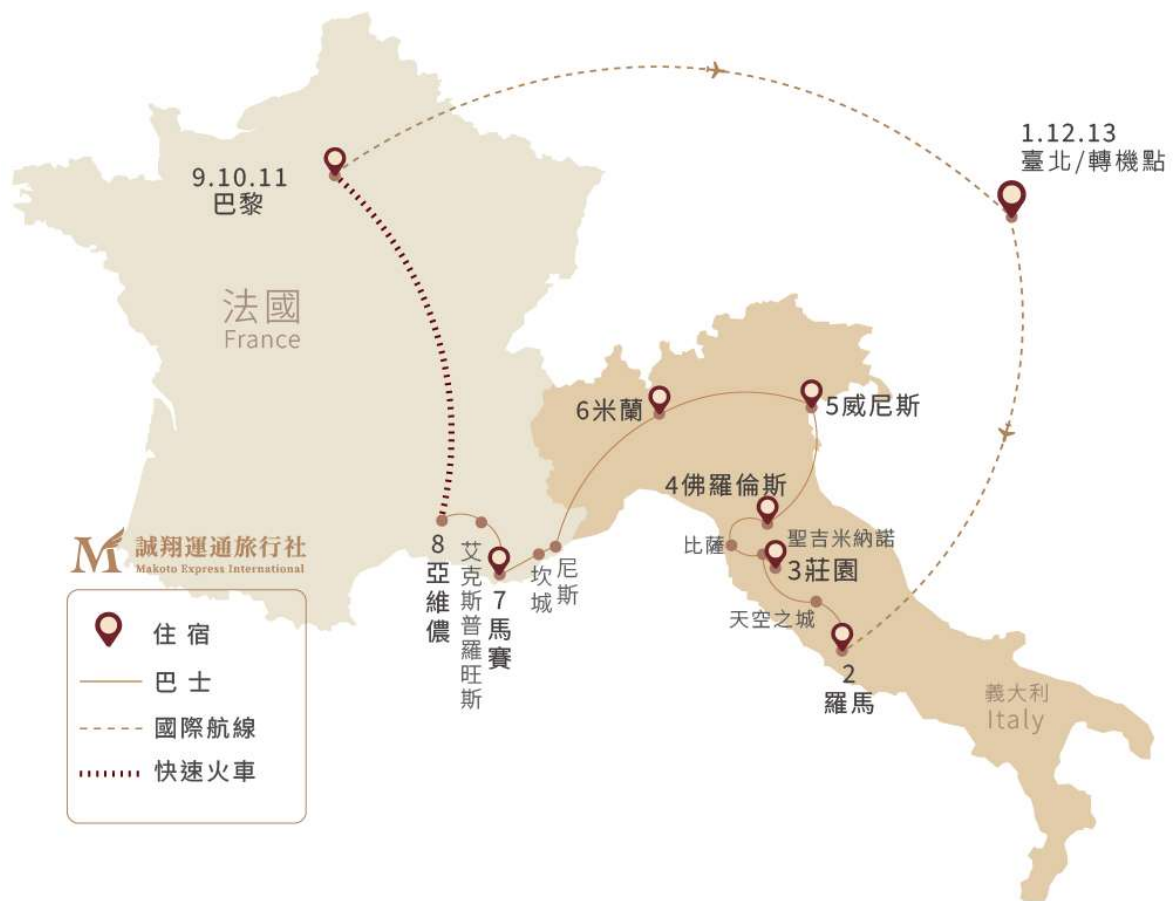 1.12.13
臺北/轉機點
9.10.11
巴黎
法國
France
6米蘭
5威尼斯
4佛羅倫斯
聖吉米納諾
比薩
3莊園
天空之城
2
羅馬
義大利
Italy
尼斯
坎城
7馬賽
艾克斯普羅旺斯
8亞維儂
M 誠翔運通旅行社
Makoto Express International
住宿
巴士
國際航線
快速火車